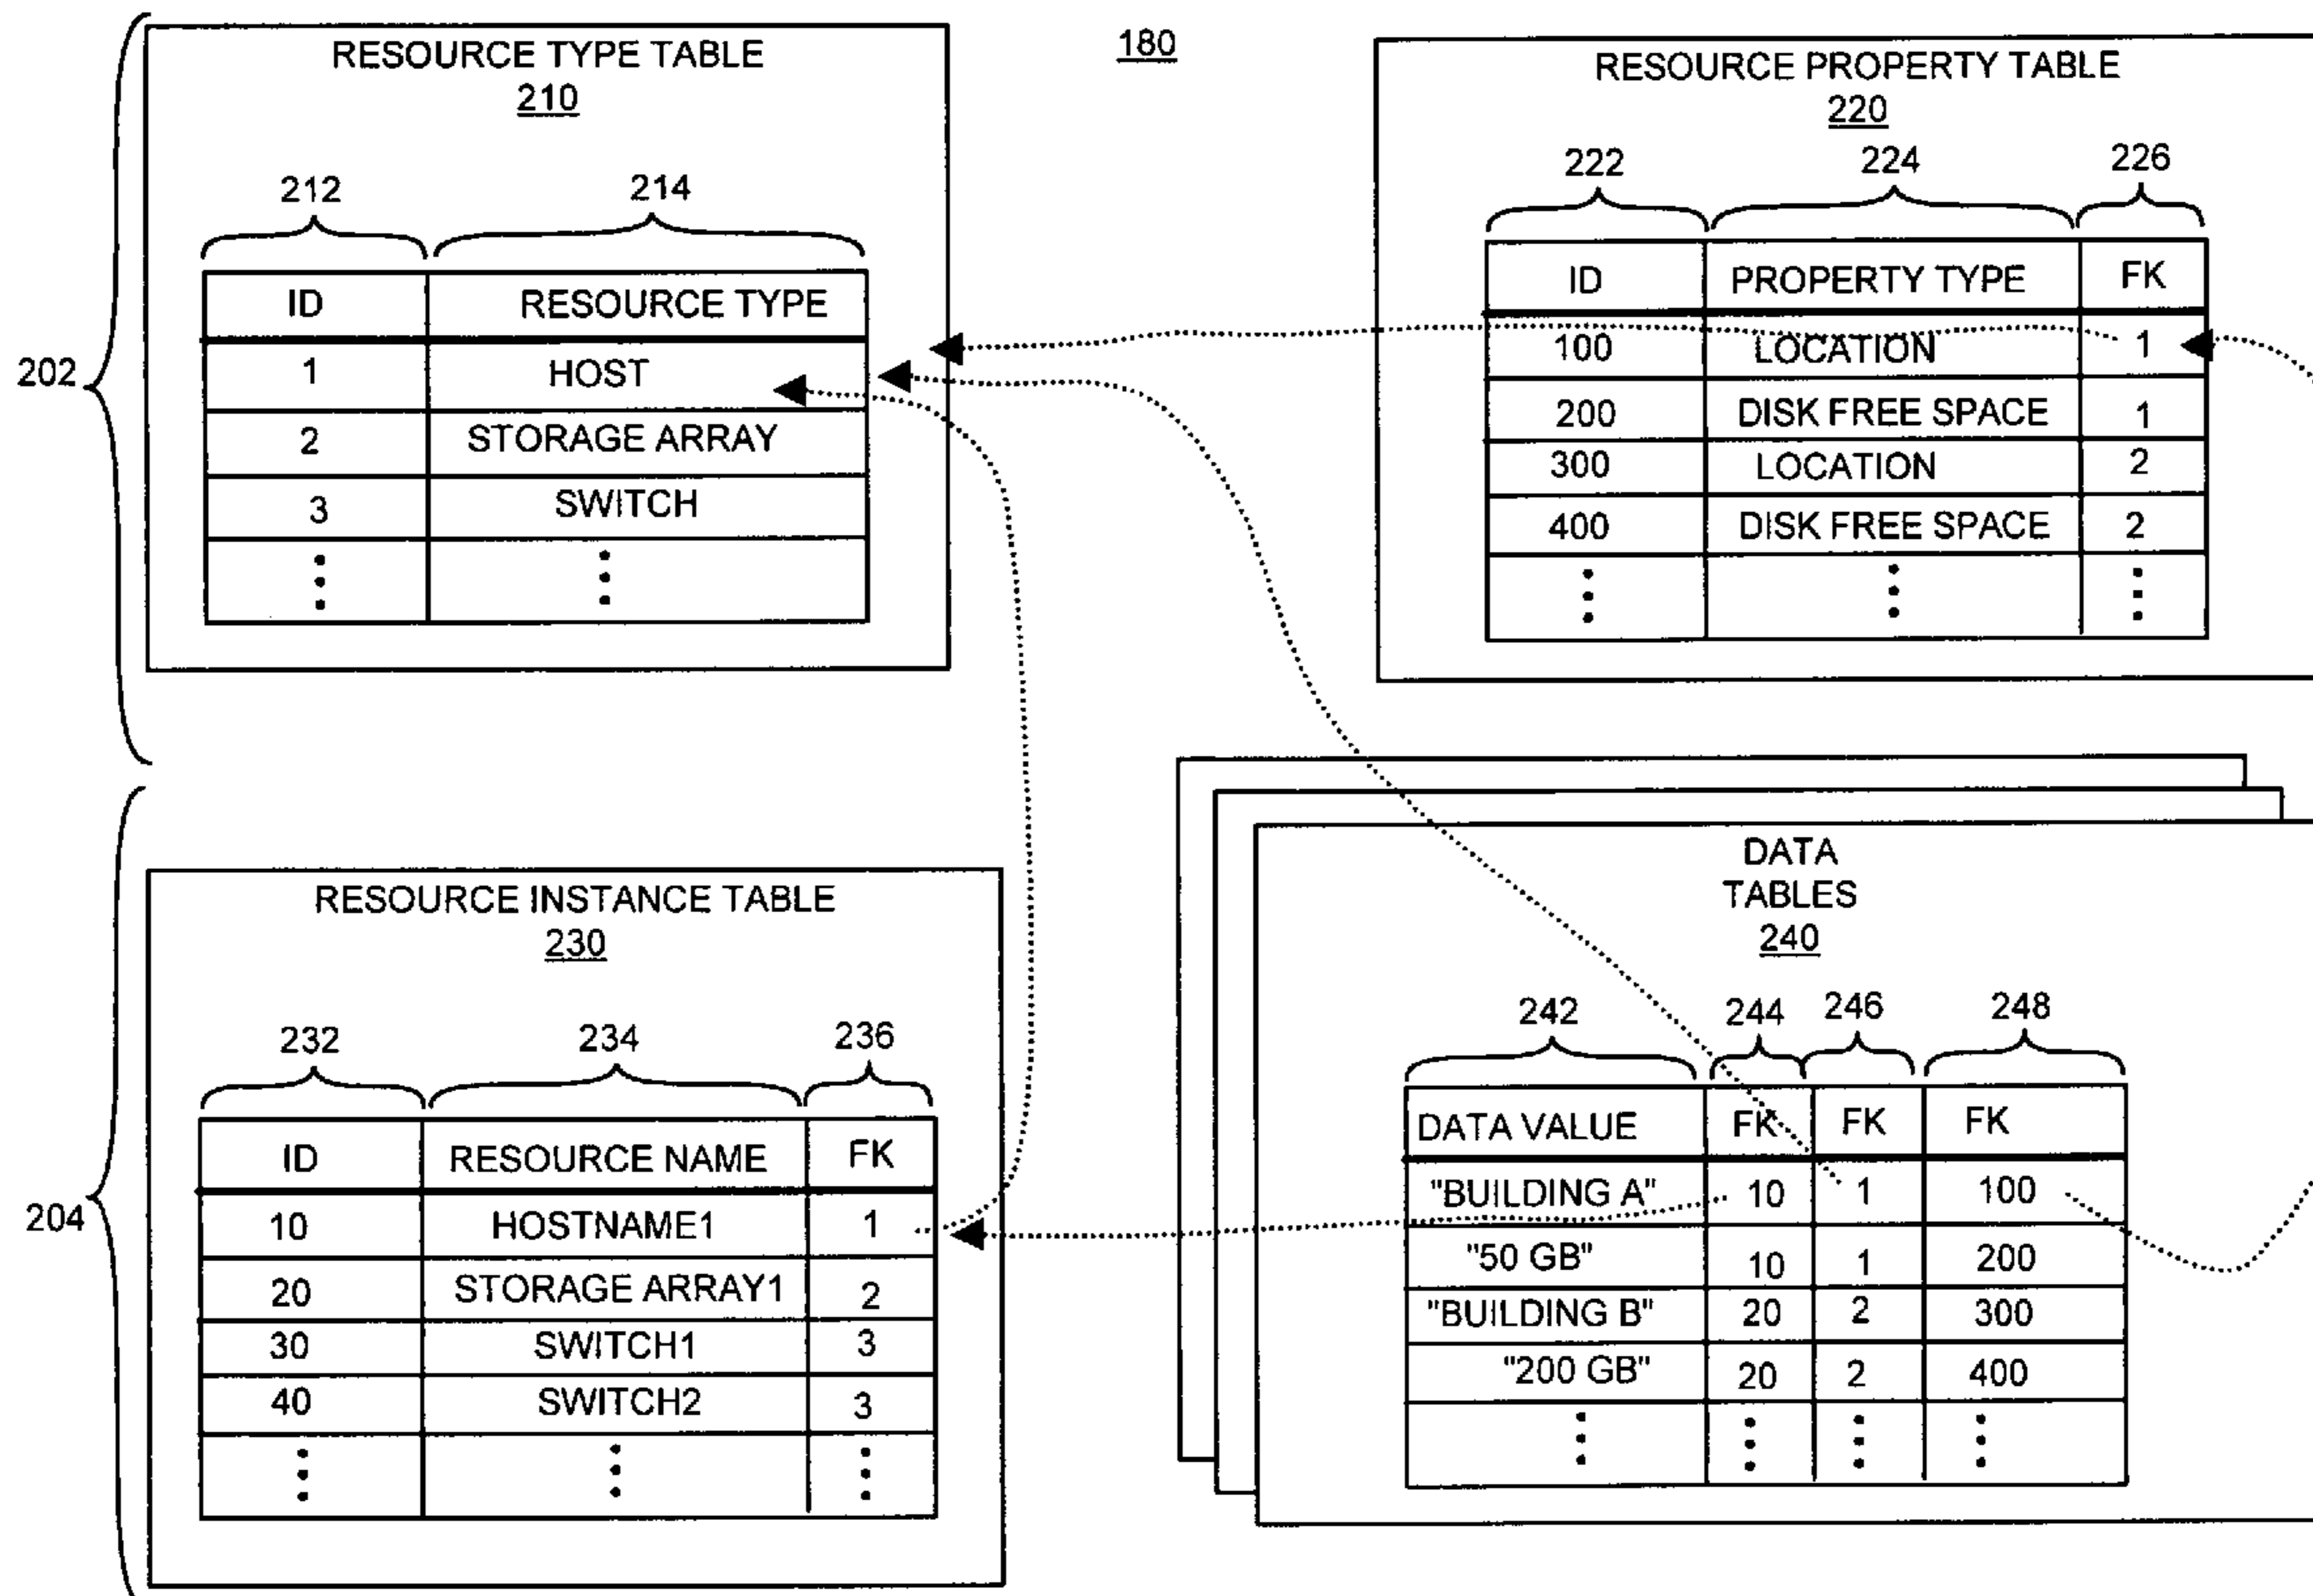 180
202
RESOURCE TYPE TABLE
210
212 214
ID RESOURCE TYPE
1 HOST
2 STORAGE ARRAY
3 SWITCH
RESOURCE PROPERTY TABLE
220
222 224 226
ID PROPERTY TYPE FK
100 LOCATION 1
200 DISK FREE SPACE 1
300 LOCATION 2
400 DISK FREE SPACE 2
204
RESOURCE INSTANCE TABLE
230
232 234 236
ID RESOURCE NAME FK
10 HOSTNAME1 1
20 STORAGE ARRAY1 2
30 SWITCH1 3
40 SWITCH2 3
DATA
TABLES
240
242 244 246 248
DATA VALUE FK FK FK
"BUILDING A" 10 1 100
"50 GB" 10 1 200
"BUILDING B" 20 2 300
"200 GB" 20 2 400